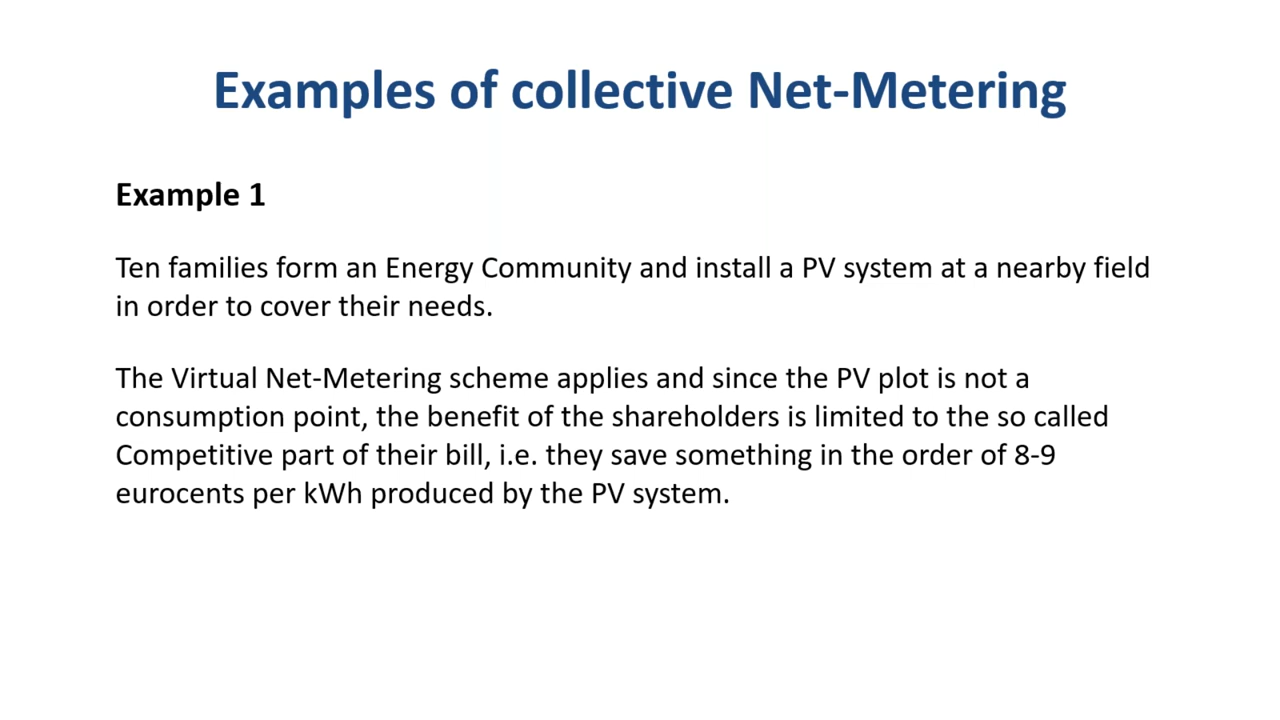 Examples of collective Net-Metering
Example 1
Ten families form an Energy Community and install a PV system at a nearby field
in order to cover their needs.
The Virtual Net-Metering scheme applies and since the PV plot is not a
consumption point, the benefit of the shareholders is limited to the so called
Competitive part of their bill, i.e. they save something in the order of 8-9
eurocents per kWh produced by the PV system.